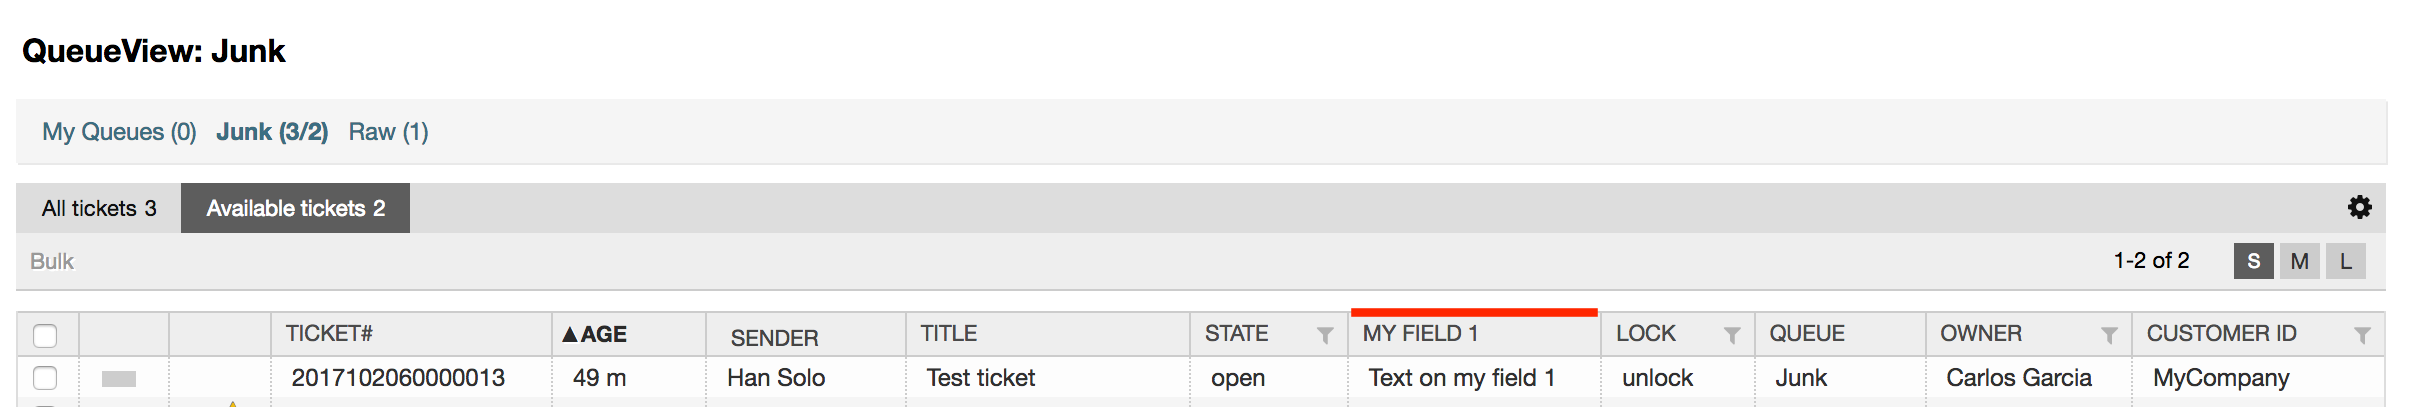 QueueView: Junk
My Queues (0) Junk (3/2) Raw (1)
All tickets 3 Available tickets 2
Bulk 1-2 of 2 S M L
TICKET# ▲AGE SENDER TITLE STATE MY FIELD 1 LOCK QUEUE OWNER CUSTOMER ID
2017102060000013 49 m Han Solo Test ticket open Text on my field 1 unlock Junk Carlos Garcia MyCompany